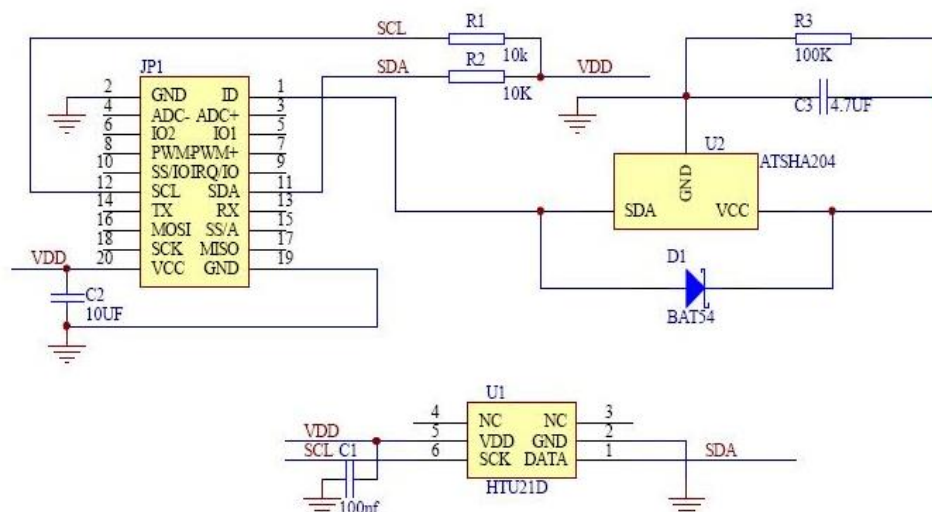 SCL
R1
10k
SDA
R2
10K
VDD
R3
100K
C3
4.7UF
JP1
2 GND ID 1
4 ADC- ADC+ 3
6 IO2 IO1 5
8 PWM- PWM+ 7
10 SS/IO IRQ/IO 9
12 SCL SDA 11
14 TX RX 13
16 MOSI SS/A 15
18 SCK MISO 17
20 VCC GND 19
VDD
C2
10UF
U2
ATSHA204
GND
SDA VCC
D1
BAT54
U1
4 NC NC 3
VDD 5 VDD GND 2
SCL 6 SCK DATA 1 SDA
C1
100nf
HTU21D